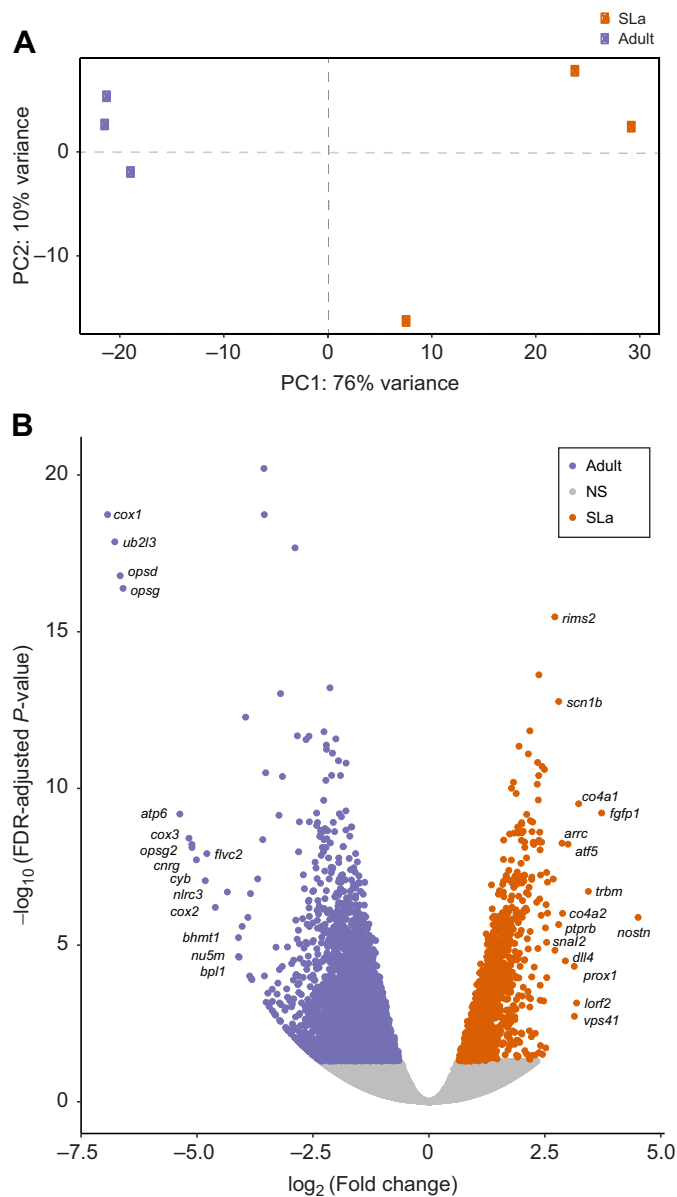 A
SLa
Adult
PC2: 10% variance
0
−10
−20
−10
0
10
20
30
PC1: 76% variance
B
−log10 (FDR-adjusted P-value)
20
15
10
5
0
Adult
NS
SLa
cox1
ub2l3
opsd
opsg
rims2
scn1b
co4a1
fgfp1
atp6
cox3
opsg2
flvc2
cnrg
cyb
nlrc3
cox2
bhmt1
nu5m
bpl1
arrc
atf5
trbm
co4a2
ptprb
nostn
snai2
dll4
prox1
lorf2
vps41
−7.5
−5.0
−2.5
0
2.5
5.0
log2 (Fold change)